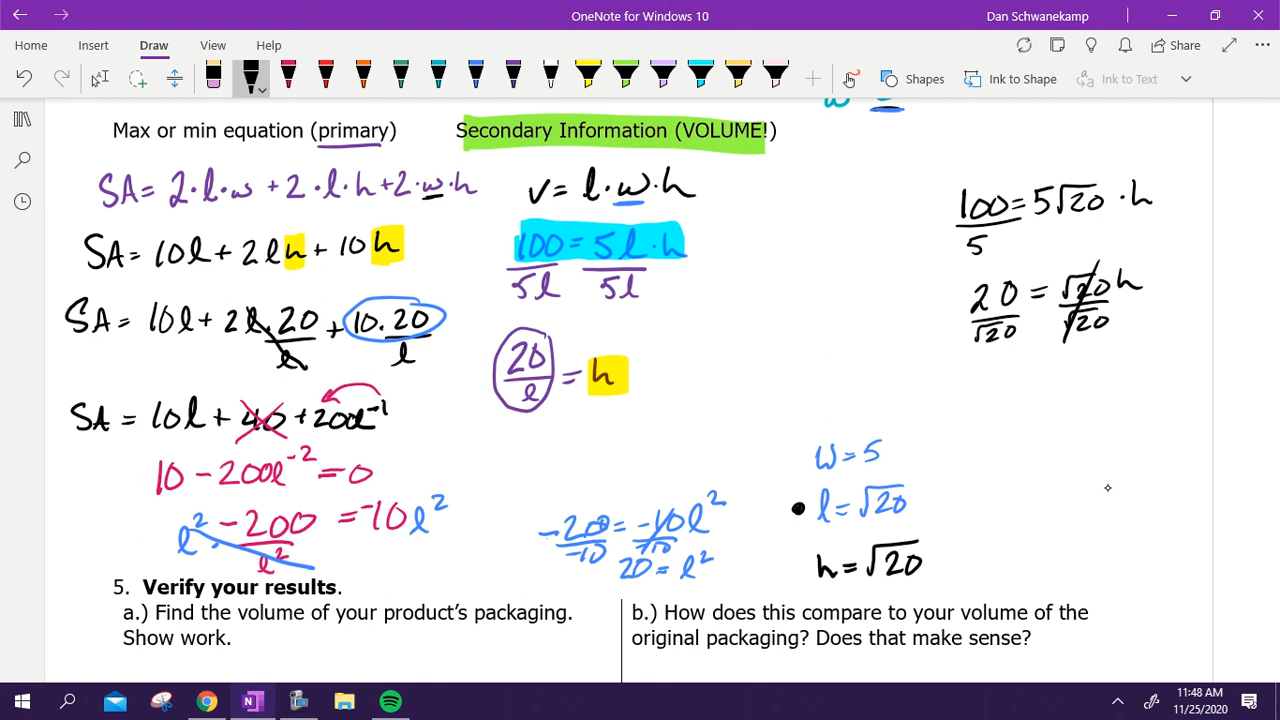 OneNote for Windows 10
Dan Schwanekamp
Home Insert Draw View Help
Share
Shapes Ink to Shape Ink to Text
Max or min equation (primary) Secondary Information (VOLUME!)
SA = 2·l·w + 2·l·h + 2·w·h
V = l·w·h
100 = 5√20 · h
5
SA = 10l + 2lh + 10h
100 = 5l·h
5l 5l
20 = √20 h
√20 √20
SA = 10l + 2l·20 + 10·20
l l
20 = h
l
SA = 10l + 40 + 200l⁻¹
10 - 200l⁻² = 0
l² · -200 = -10l²
l²
-200 = -10l²
-10 -10
20 = l²
w = 5
l = √20
h = √20
5. Verify your results.
a.) Find the volume of your product's packaging.
Show work.
b.) How does this compare to your volume of the
original packaging? Does that make sense?
11:48 AM
11/25/2020